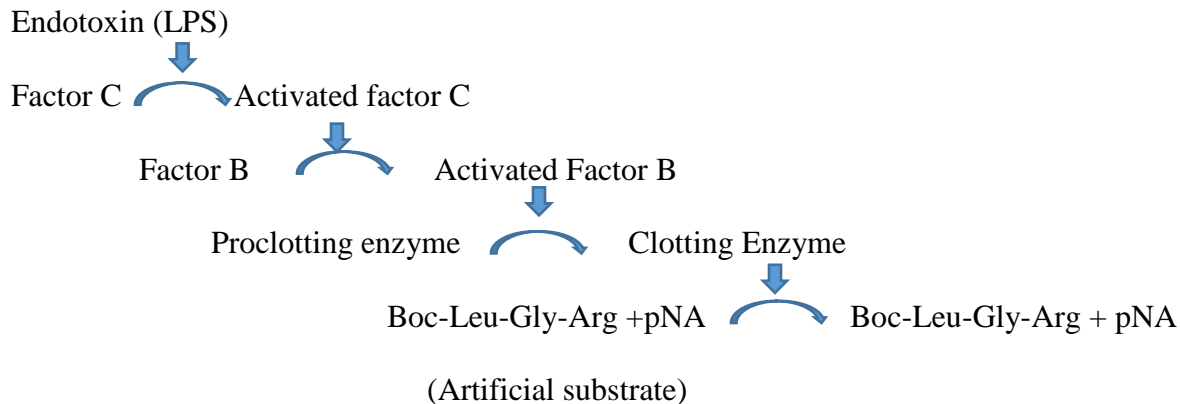 Endotoxin (LPS)
Factor C Activated factor C
Factor B Activated Factor B
Proclotting enzyme Clotting Enzyme
Boc-Leu-Gly-Arg +pNA Boc-Leu-Gly-Arg + pNA
(Artificial substrate)